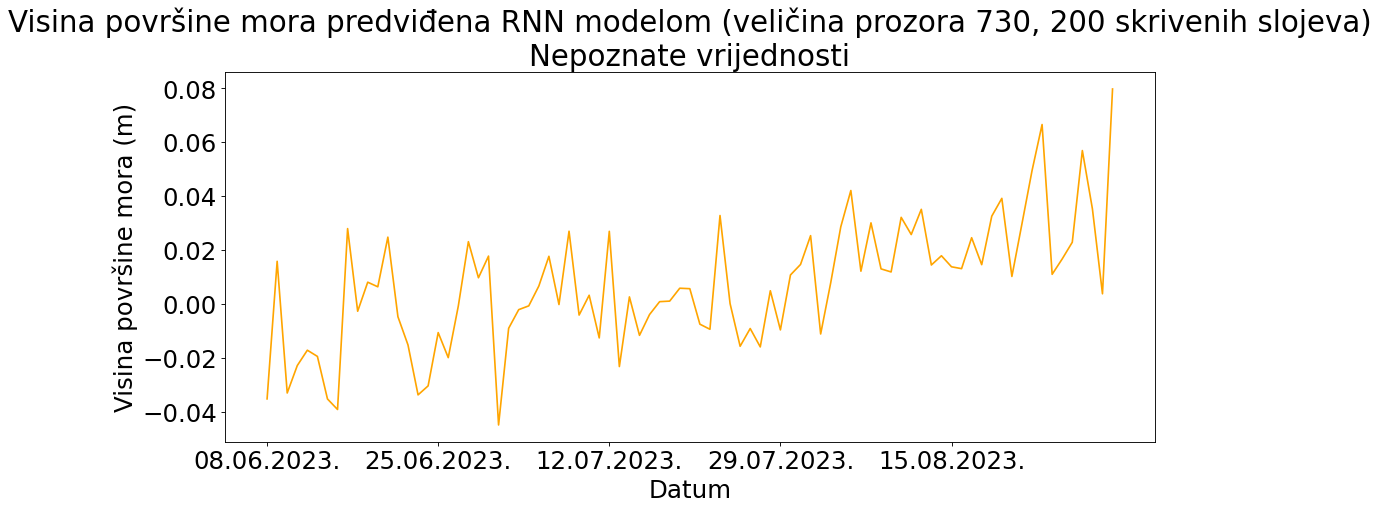 Visina površine mora predviđena RNN modelom (veličina prozora 730, 200 skrivenih slojeva)
Nepoznate vrijednosti
Visina površine mora (m)
0.08
0.06
0.04
0.02
0.00
−0.02
−0.04
08.06.2023. 25.06.2023. 12.07.2023. 29.07.2023. 15.08.2023.
Datum